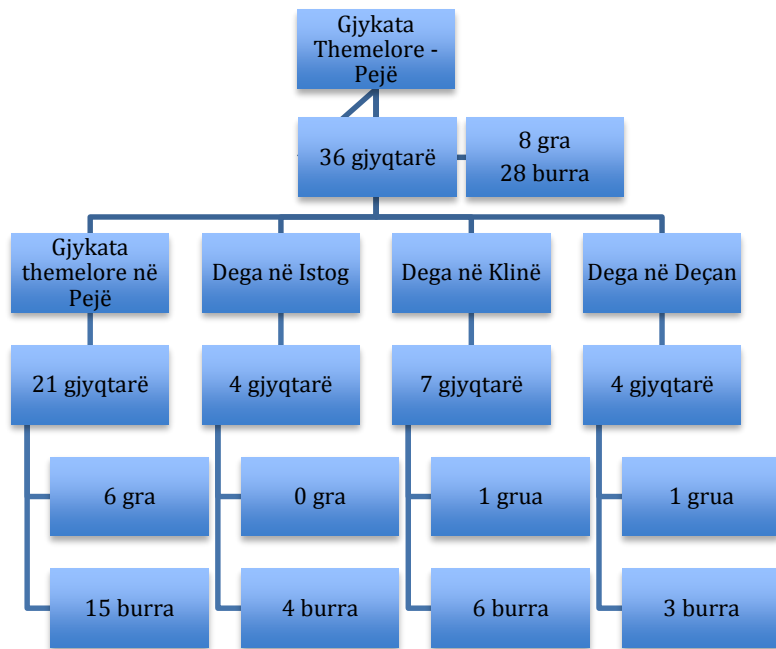 Gjykata
Themelore -
Pejë
36 gjyqtarë
8 gra
28 burra
Gjykata
themelore në
Pejë
Dega në Istog
Dega në Klinë
Dega në Deçan
21 gjyqtarë
4 gjyqtarë
7 gjyqtarë
4 gjyqtarë
6 gra
0 gra
1 grua
1 grua
15 burra
4 burra
6 burra
3 burra